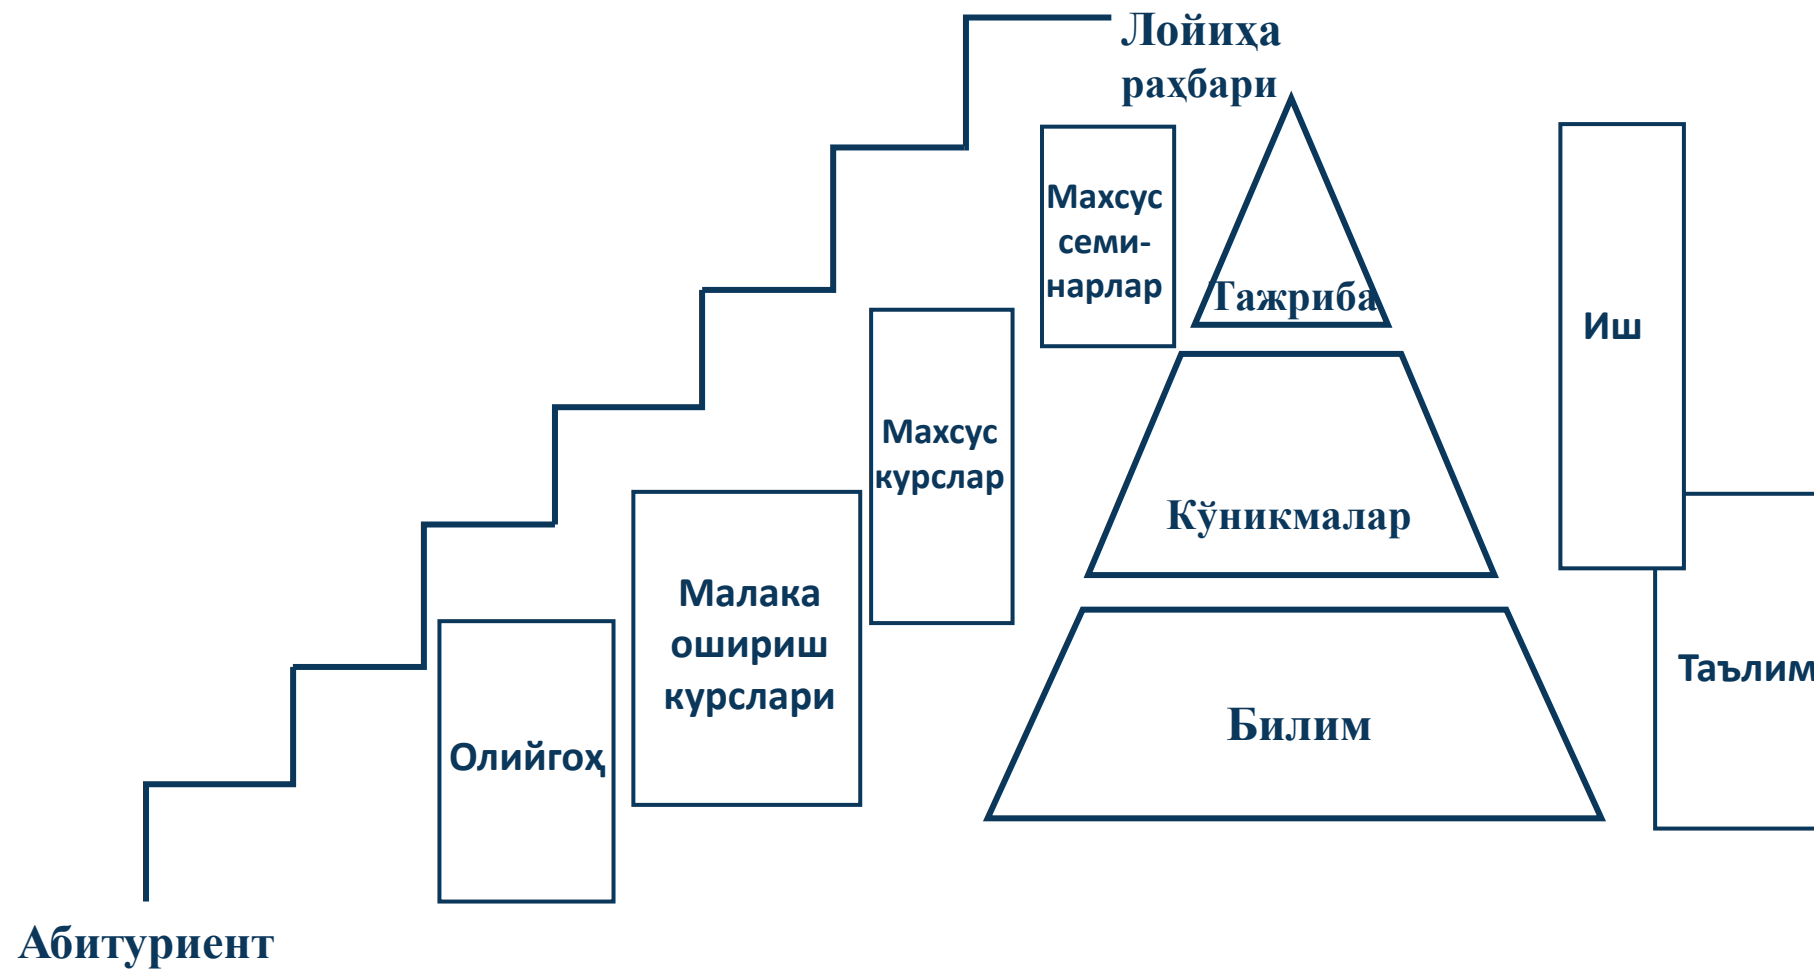 Лойиҳа
раҳбари
Махсус
семи-
нарлар
Тажриба
Иш
Махсус
курслар
Кўникмалар
Малака
ошириш
курслари
Таълим
Билим
Олийгоҳ
Абитуриент